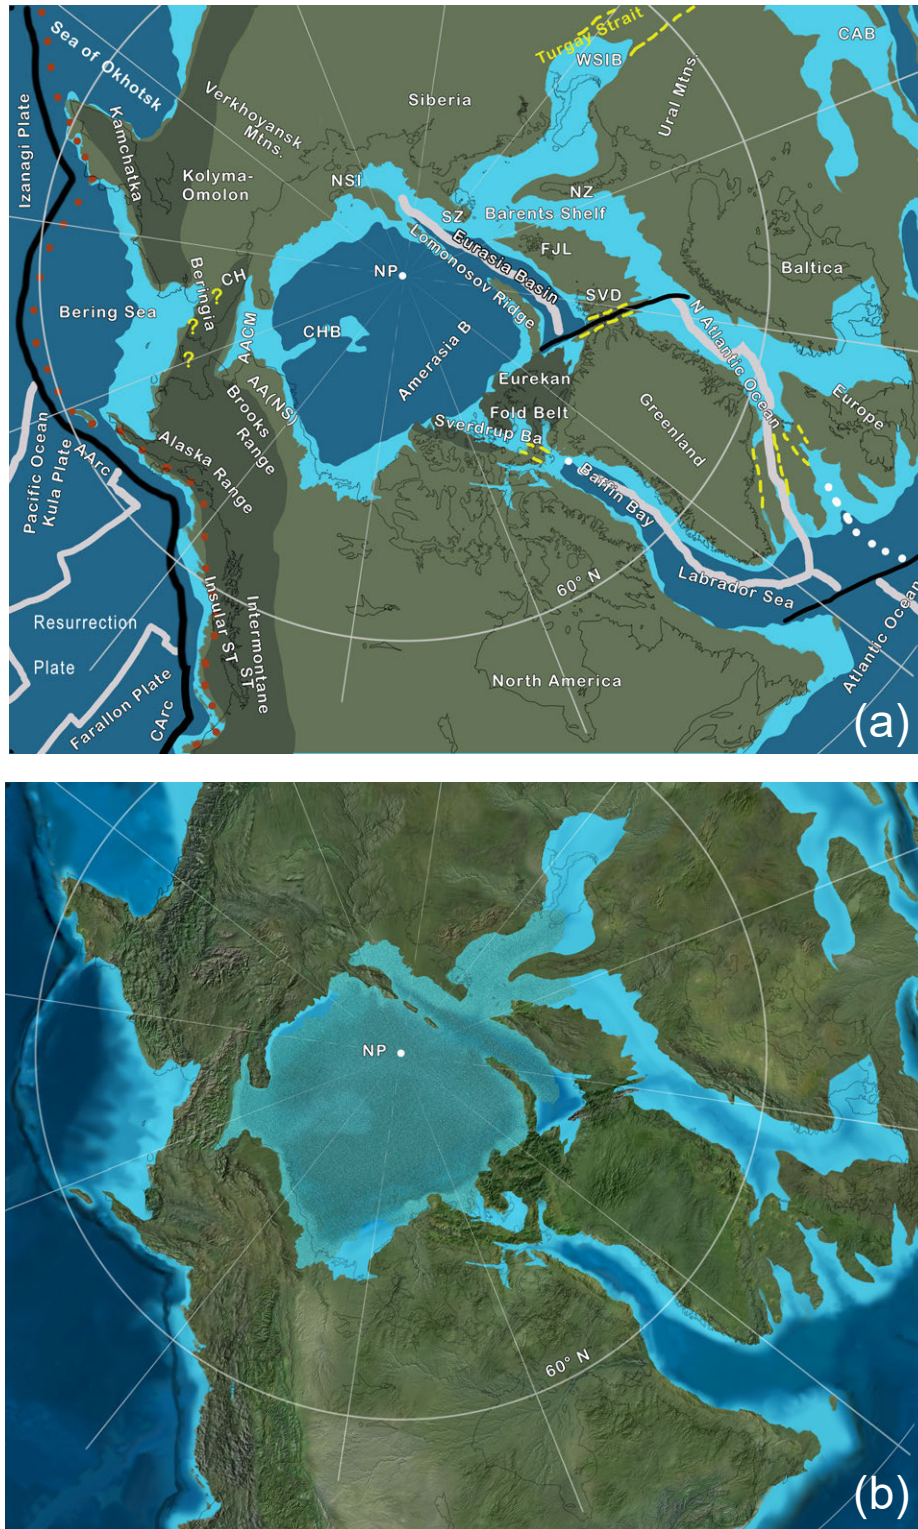 Turgay Strait
CAB
Sea of Okhotsk
WSIB
Ural Mtns.
Verkhoyansk
Mtns.
Siberia
Izanagi Plate
Kamchatka
Kolyma-
Omolon
NSI
NZ
SZ
Barents Shelf
Lomonosov Ridge
Eurasia Basin
FJL
Baltica
NP
CH
Beringia
?
?
?
SVD
N Atlantic Ocean
Bering Sea
CHB
AACM
Amerasia B
Eurekan
Fold Belt
AA(NS)
Brooks
Range
Sverdrup Ba
Greenland
Europe
Pacific Ocean
Kula Plate
AArc
Alaska Range
Baffin Bay
Labrador Sea
60° N
Insular ST
Intermontane
ST
Resurrection
Plate
Farallon Plate
CArc
North America
Atlantic Ocean
(a)
NP
60° N
(b)